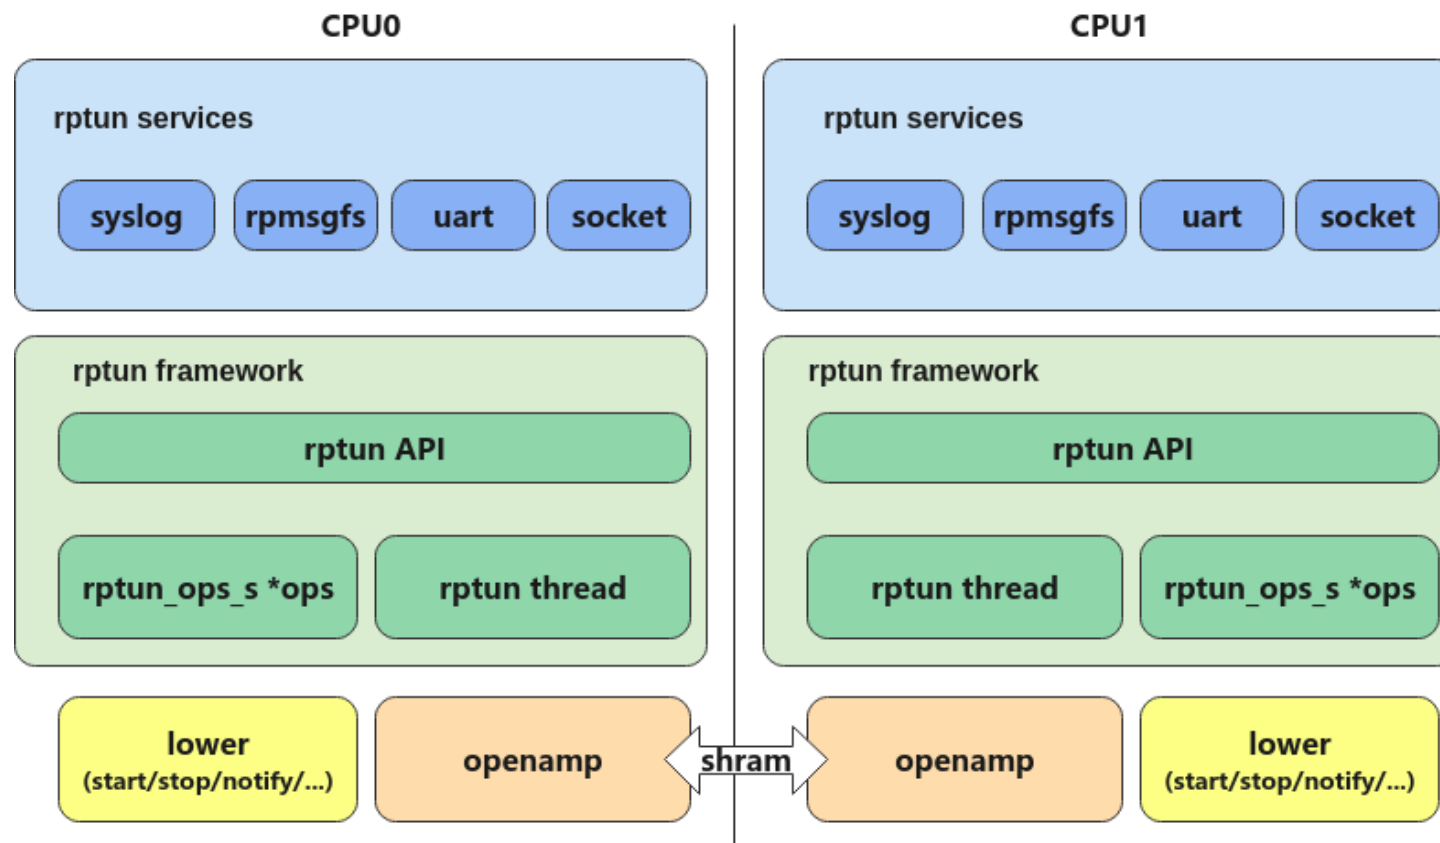 CPU0
CPU1
rptun services
rptun services
syslog rpmsgfs uart socket
syslog rpmsgfs uart socket
rptun framework
rptun framework
rptun API
rptun API
rptun_ops_s *ops rptun thread
rptun thread rptun_ops_s *ops
lower
(start/stop/notify/...)
openamp
shram
openamp
lower
(start/stop/notify/...)